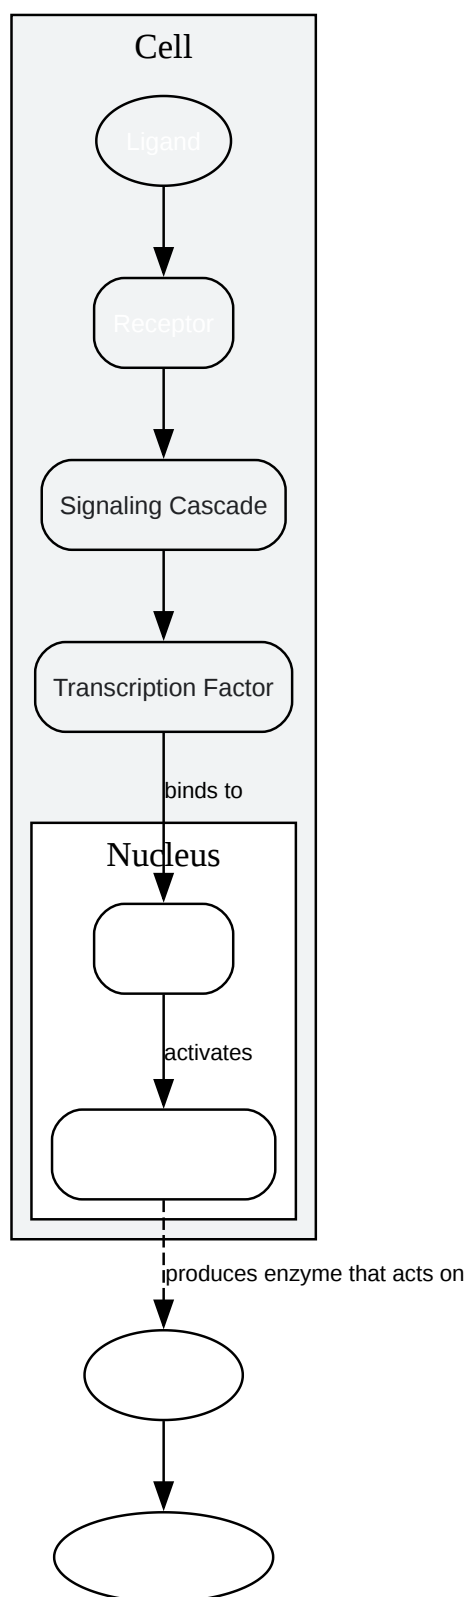 Cell
Ligand
Receptor
Signaling Cascade
Transcription Factor
binds to
Nucleus
activates
produces enzyme that acts on